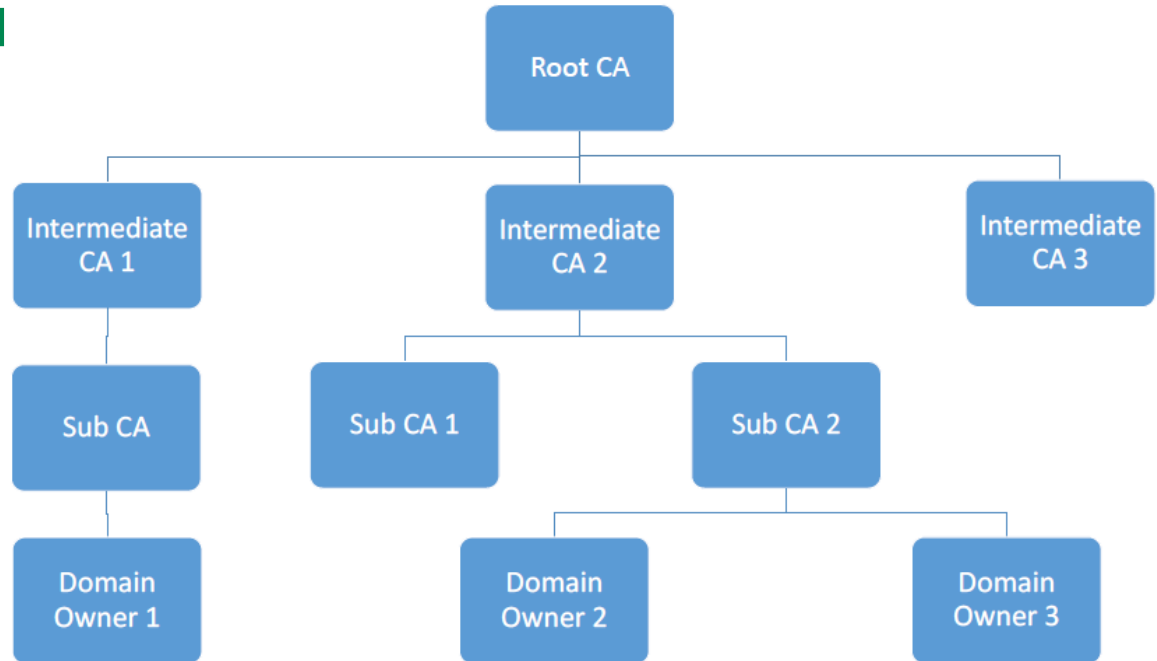 Root CA
Intermediate
CA 1
Intermediate
CA 2
Intermediate
CA 3
Sub CA
Sub CA 1
Sub CA 2
Domain
Owner 1
Domain
Owner 2
Domain
Owner 3